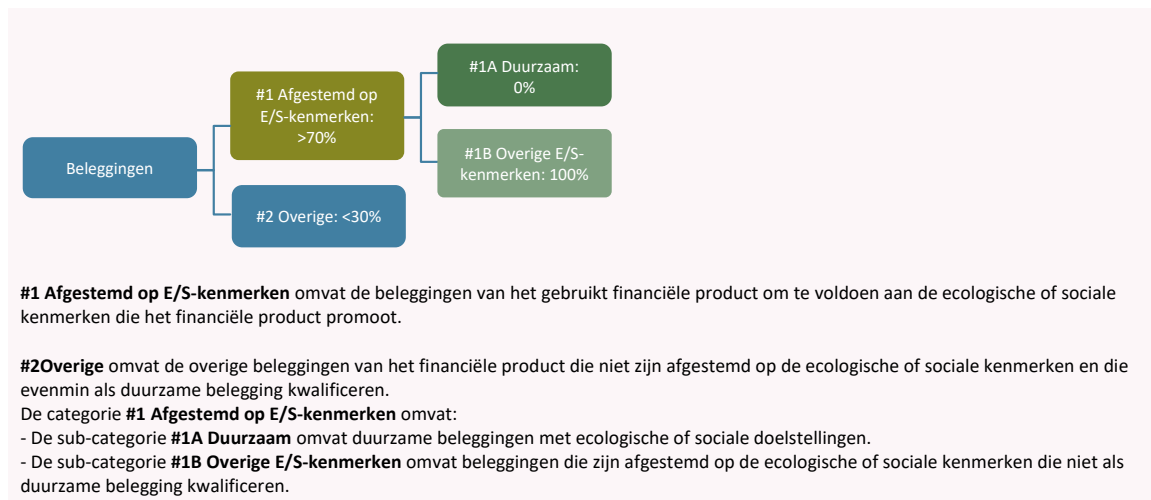 #1A Duurzaam:
0%
#1 Afgestemd op
E/S-kenmerken:
>70%
#1B Overige E/S-
kenmerken: 100%
Beleggingen
#2 Overige: <30%
#1 Afgestemd op E/S-kenmerken omvat de beleggingen van het gebruikt financiële product om te voldoen aan de ecologische of sociale
kenmerken die het financiële product promoot.
#2Overige omvat de overige beleggingen van het financiële product die niet zijn afgestemd op de ecologische of sociale kenmerken en die
evenmin als duurzame belegging kwalificeren.
De categorie #1 Afgestemd op E/S-kenmerken omvat:
- De sub-categorie #1A Duurzaam omvat duurzame beleggingen met ecologische of sociale doelstellingen.
- De sub-categorie #1B Overige E/S-kenmerken omvat beleggingen die zijn afgestemd op de ecologische of sociale kenmerken die niet als
duurzame belegging kwalificeren.